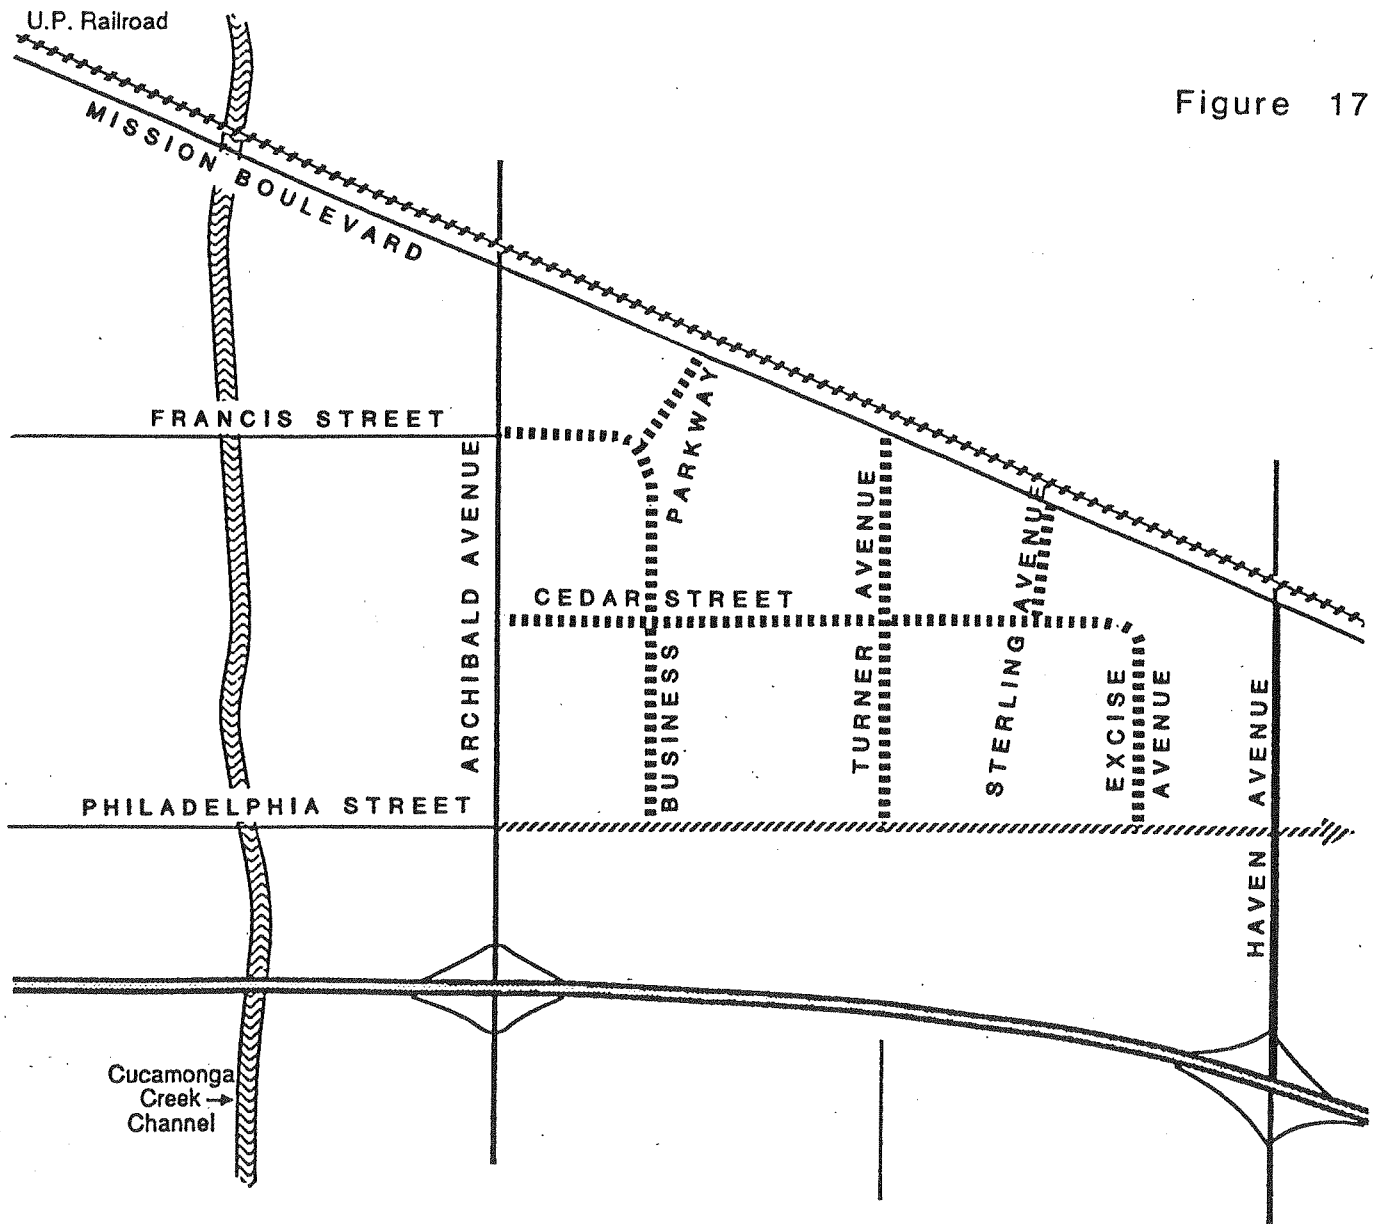 U.P. Railroad
Figure 17
MISSION BOULEVARD
FRANCIS STREET
ARCHIBALD AVENUE
BUSINESS PARKWAY
CEDAR STREET
TURNER AVENUE
STERLING AVENUE
EXCISE
AVENUE
HAVEN AVENUE
PHILADELPHIA STREET
Cucamonga
Creek
Channel